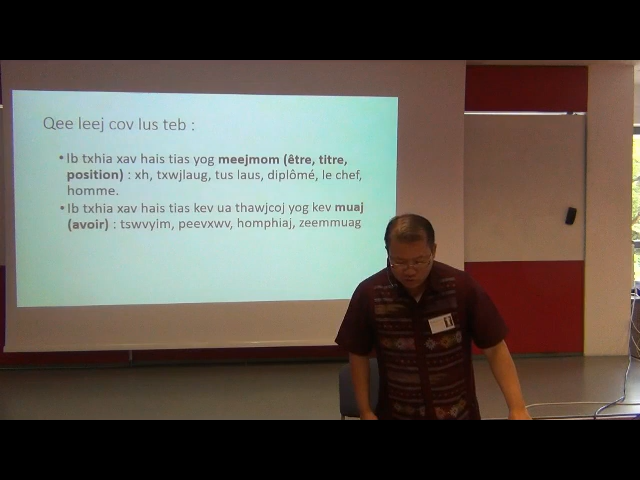 Qee leej cov lus teb :
• Ib txhia xav hais tias yog meejmom (être, titre,
position) : xh, txwjlaug, tus laus, diplômé, le chef,
homme.
• Ib txhia xav hais tias kev ua thawjcoj yog kev muaj
(avoir) : tswvyim, peevxwv, homphiaj, zeemmuag